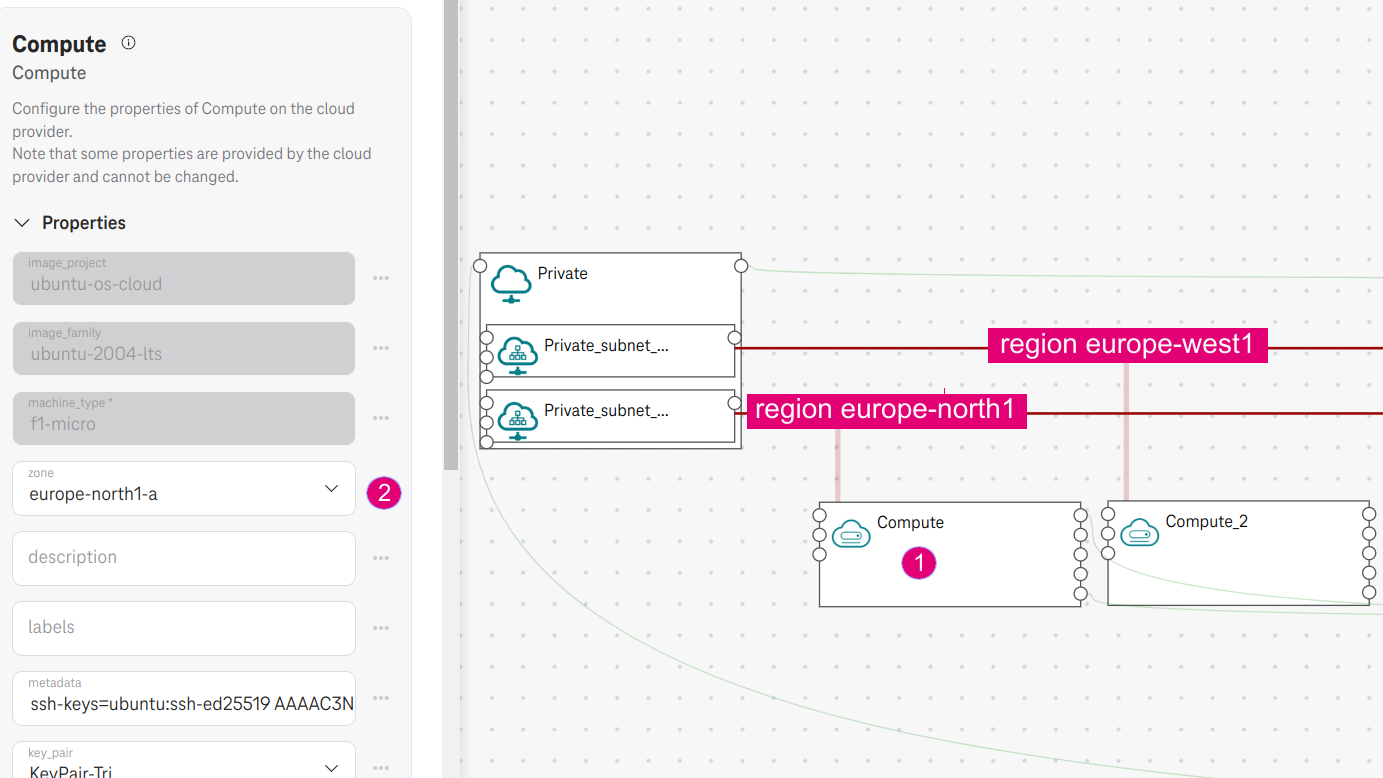 Compute
Compute
Configure the properties of Compute on the cloud
provider.
Note that some properties are provided by the cloud
provider and cannot be changed.
Properties
image_project
ubuntu-os-cloud
image_family
ubuntu-2004-lts
machine_type *
f1-micro
zone
europe-north1-a
2
description
labels
metadata
ssh-keys=ubuntu:ssh-ed25519 AAAAC3N
key_pair
KeyPair-Tri
Private
Private_subnet_...
region europe-west1
Private_subnet_...
region europe-north1
Compute
1
Compute_2